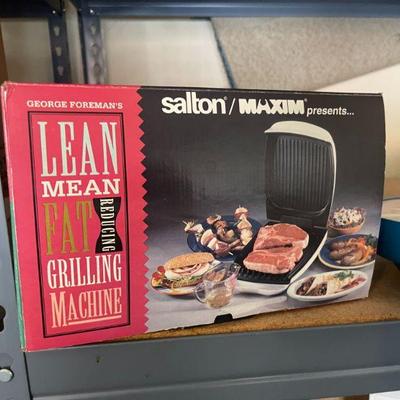 GEORGE FOREMAN'S
LEAN
MEAN
FAT
REDUCING
GRILLING
MACHINE
salton® / MAXIM® presents...